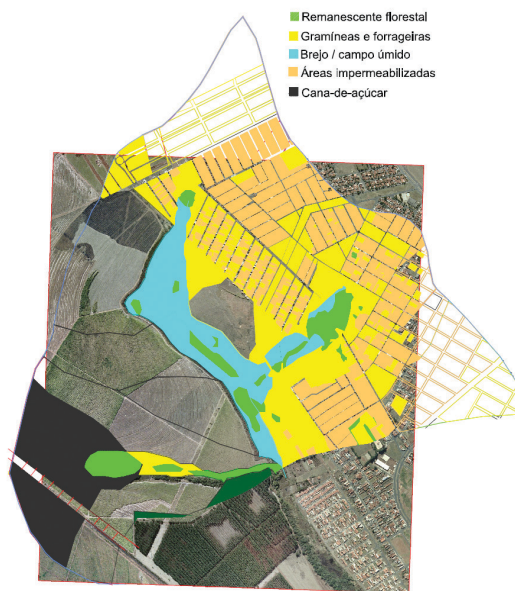 Remanescente florestal
Gramíneas e forrageiras
Brejo / campo úmido
Áreas impermeabilizadas
Cana-de-açúcar